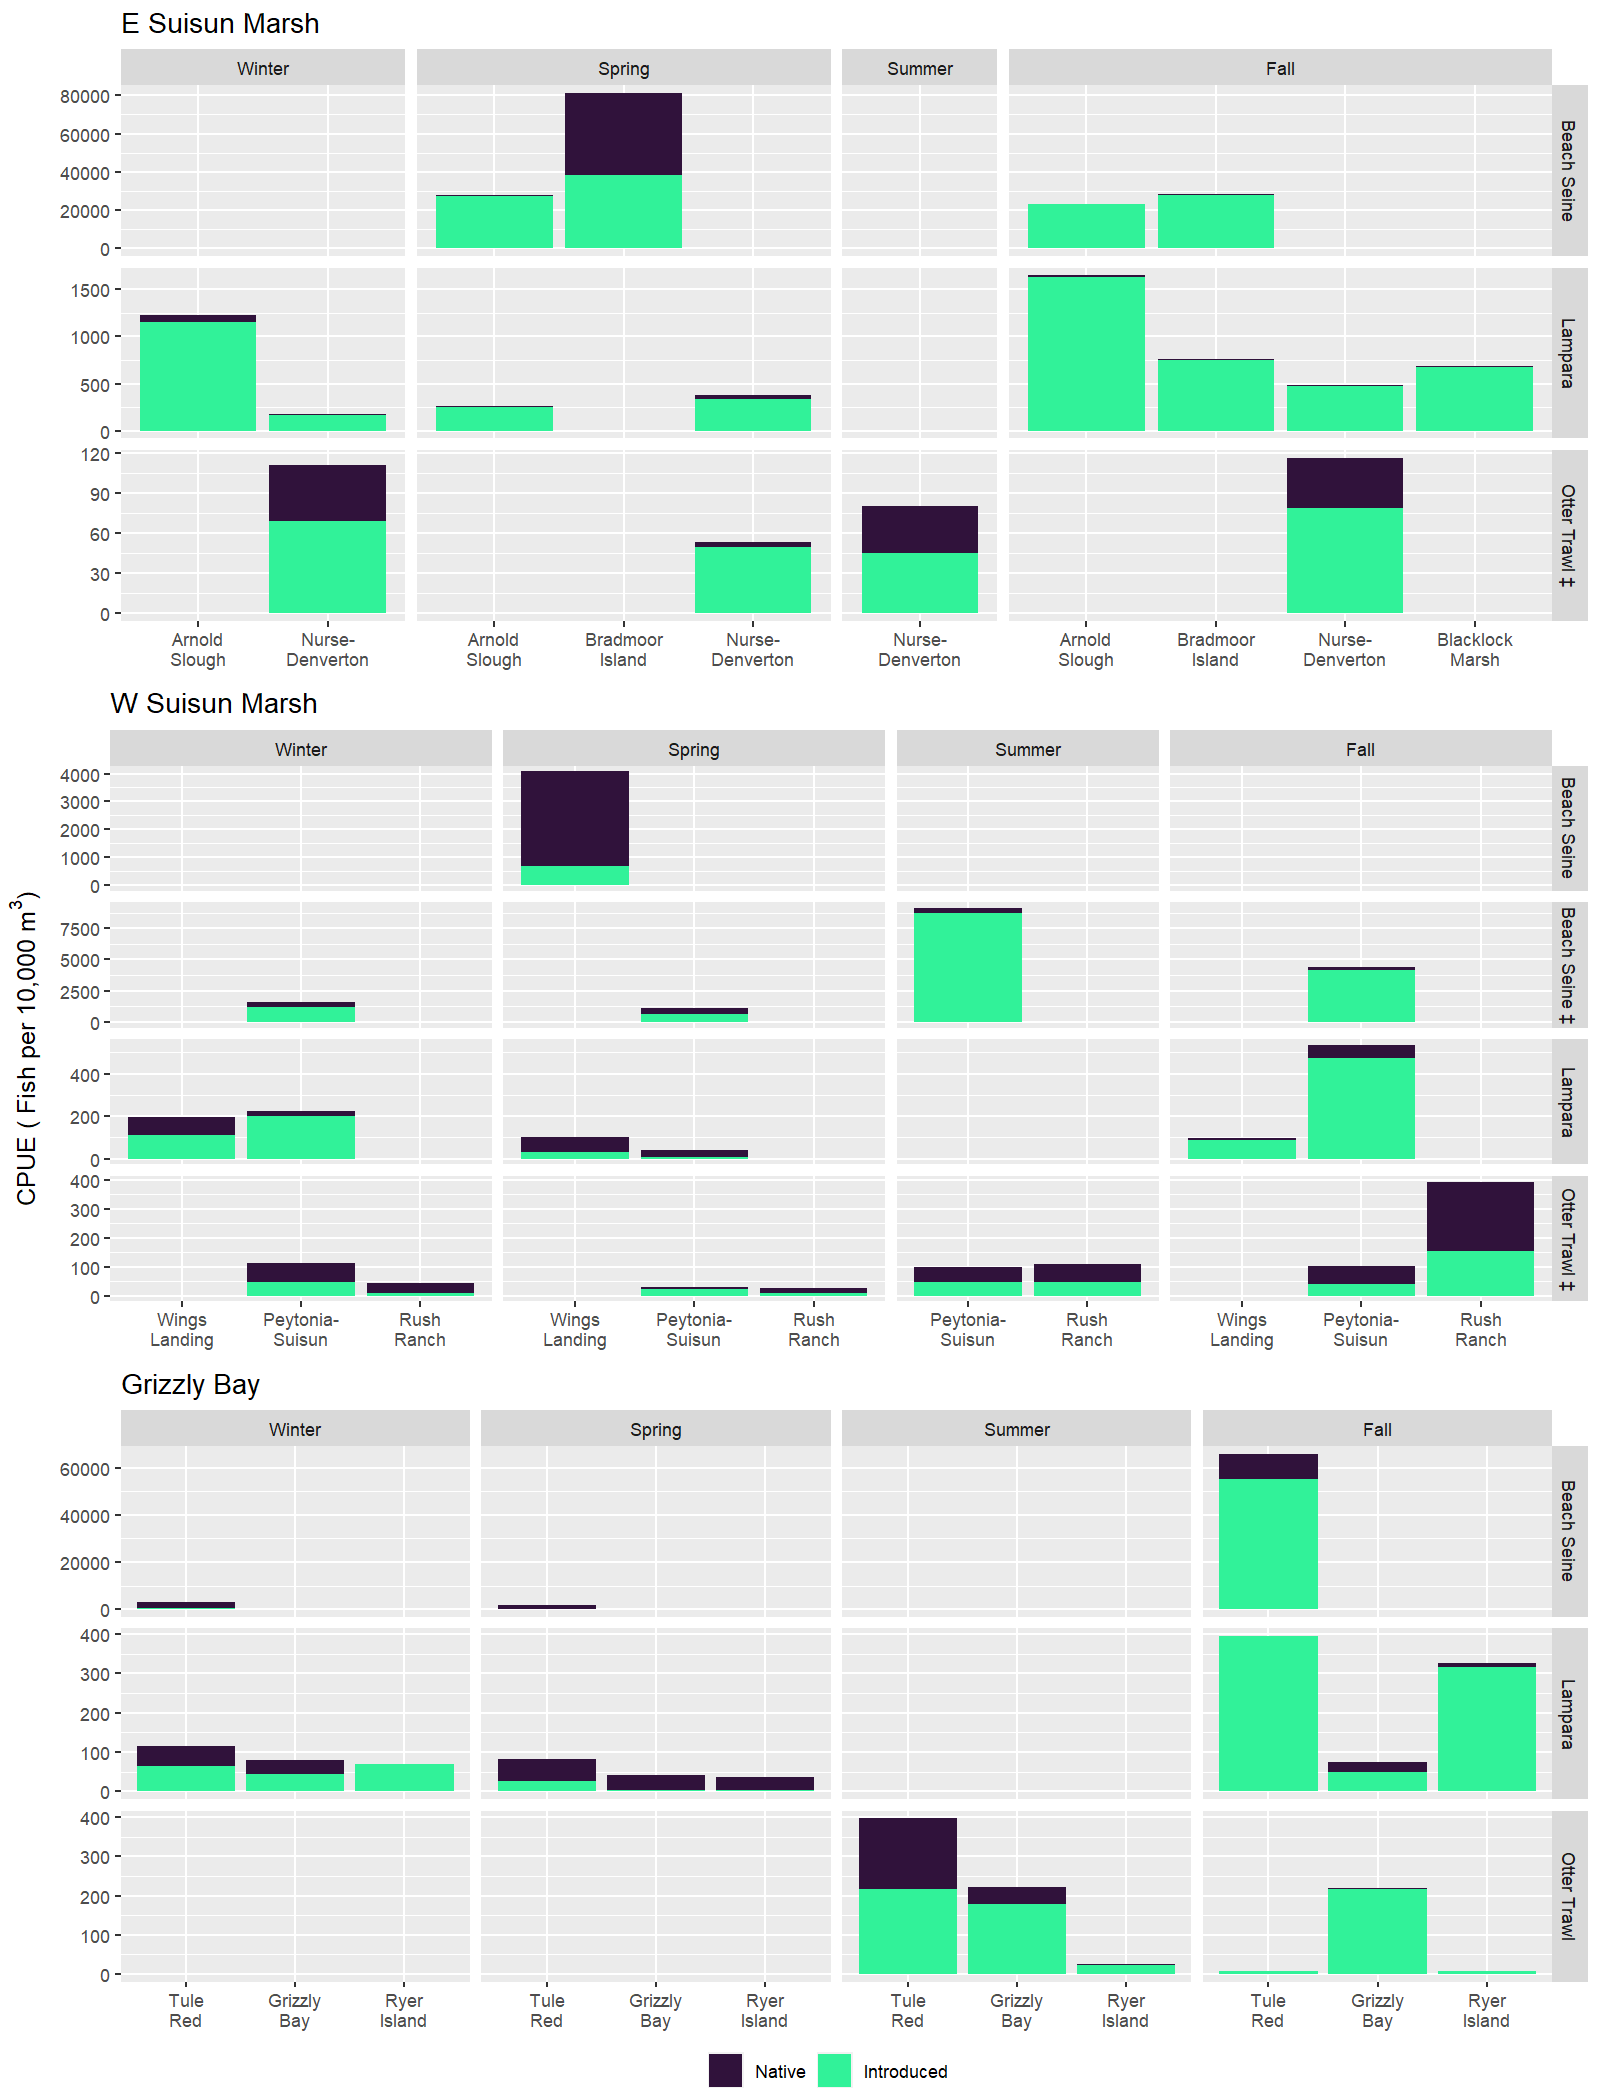 E Suisun Marsh
Winter Spring Summer Fall
80000
60000
40000
20000
0
Beach Seine
1500
1000
500
0
Lampara
120
90
60
30
0
Otter Trawl ‡
Arnold Nurse- Arnold Bradmoor Nurse- Nurse- Arnold Bradmoor Nurse- Blacklock
Slough Denverton Slough Island Denverton Denverton Slough Island Denverton Marsh
W Suisun Marsh
Winter Spring Summer Fall
4000
3000
2000
1000
0
Beach Seine
7500
5000
2500
0
Beach Seine ‡
400
200
0
Lampara
400
300
200
100
0
Otter Trawl ‡
Wings Peytonia- Rush Wings Peytonia- Rush Peytonia- Rush Wings Peytonia- Rush
Landing Suisun Ranch Landing Suisun Ranch Suisun Ranch Landing Suisun Ranch
CPUE ( Fish per 10,000 m³)
Grizzly Bay
Winter Spring Summer Fall
60000
40000
20000
0
Beach Seine
400
300
200
100
0
Lampara
400
300
200
100
0
Otter Trawl
Tule Grizzly Ryer Tule Grizzly Ryer Tule Grizzly Ryer Tule Grizzly Ryer
Red Bay Island Red Bay Island Red Bay Island Red Bay Island
Native Introduced